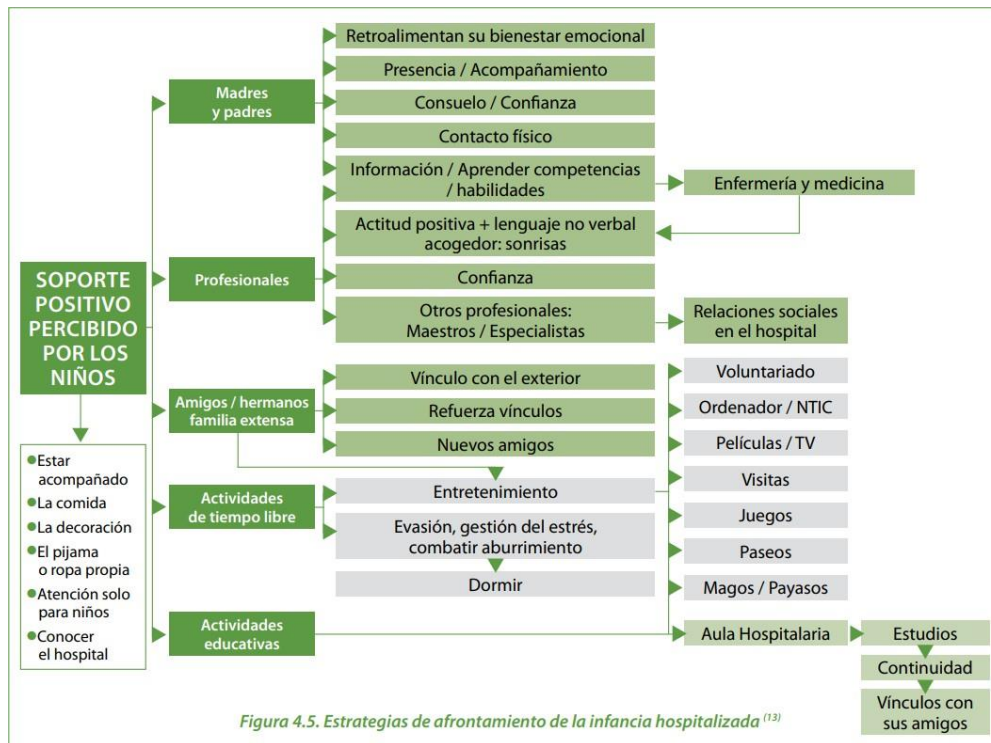 SOPORTE
POSITIVO
PERCIBIDO
POR LOS
NIÑOS
Estar
acompañado
La comida
La decoración
El pijama
o ropa propia
Atención solo
para niños
Conocer
el hospital
Madres
y padres
Retroalimentan su bienestar emocional
Presencia / Acompañamiento
Consuelo / Confianza
Contacto físico
Información / Aprender competencias
/ habilidades
Enfermería y medicina
Profesionales
Actitud positiva + lenguaje no verbal
acogedor: sonrisas
Confianza
Otros profesionales:
Maestros / Especialistas
Relaciones sociales
en el hospital
Amigos / hermanos
familia extensa
Vínculo con el exterior
Refuerza vínculos
Nuevos amigos
Actividades
de tiempo libre
Entretenimiento
Evasión, gestión del estrés,
combatir aburrimiento
Dormir
Voluntariado
Ordenador / NTIC
Películas / TV
Visitas
Juegos
Paseos
Magos / Payasos
Actividades
educativas
Aula Hospitalaria
Estudios
Continuidad
Vínculos con
sus amigos
Figura 4.5. Estrategias de afrontamiento de la infancia hospitalizada (13)